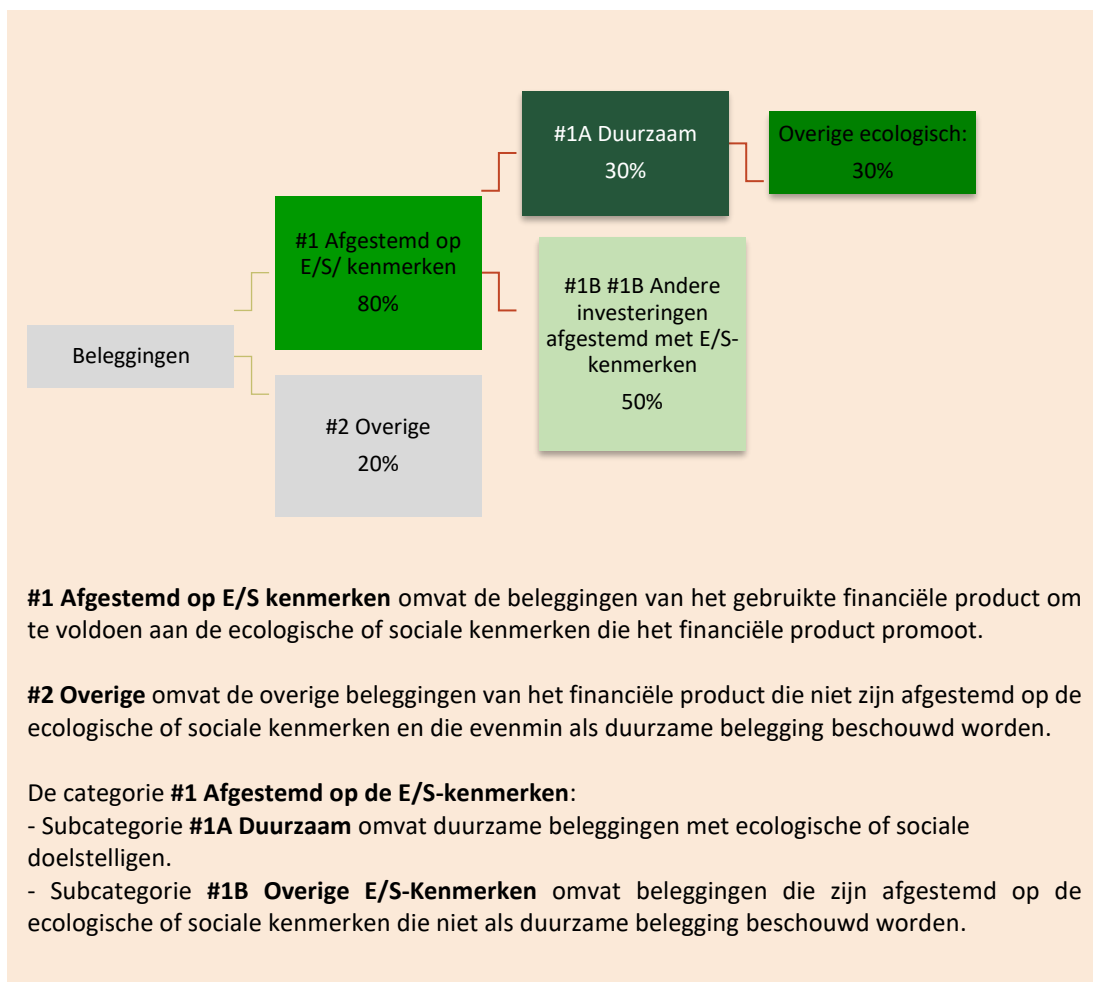 #1A Duurzaam
30%
Overige ecologisch:
30%
#1 Afgestemd op
E/S/ kenmerken
80%
#1B #1B Andere
investeringen
afgestemd met E/S-
kenmerken
50%
Beleggingen
#2 Overige
20%
#1 Afgestemd op E/S kenmerken omvat de beleggingen van het gebruikte financiële product om
te voldoen aan de ecologische of sociale kenmerken die het financiële product promoot.
#2 Overige omvat de overige beleggingen van het financiële product die niet zijn afgestemd op de
ecologische of sociale kenmerken en die evenmin als duurzame belegging beschouwd worden.
De categorie #1 Afgestemd op de E/S-kenmerken:
- Subcategorie #1A Duurzaam omvat duurzame beleggingen met ecologische of sociale
doelstelligen.
- Subcategorie #1B Overige E/S-Kenmerken omvat beleggingen die zijn afgestemd op de
ecologische of sociale kenmerken die niet als duurzame belegging beschouwd worden.